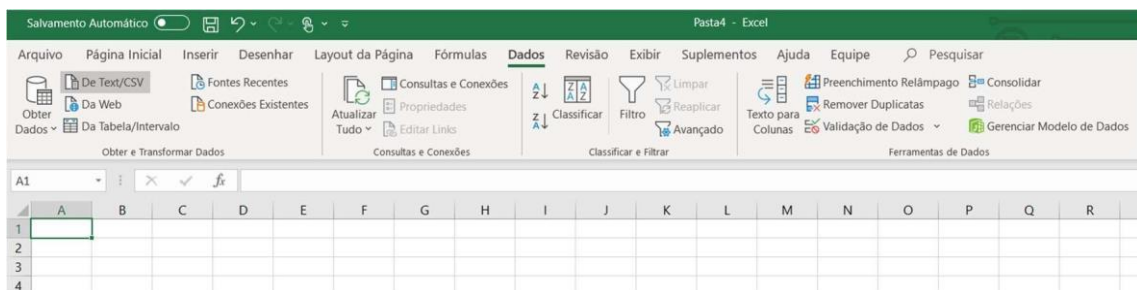 Salvamento Automático Pasta4 - Excel
Arquivo Página Inicial Inserir Desenhar Layout da Página Fórmulas Dados Revisão Exibir Suplementos Ajuda Equipe Pesquisar
Obter Dados
De Text/CSV
Da Web
Da Tabela/Intervalo
Fontes Recentes
Conexões Existentes
Obter e Transformar Dados
Atualizar Tudo
Consultas e Conexões
Propriedades
Editar Links
Consultas e Conexões
Classificar
Filtro
Limpar
Reaplicar
Avançado
Classificar e Filtrar
Texto para Colunas
Preenchimento Relâmpago
Remover Duplicatas
Validação de Dados
Consolidar
Relações
Gerenciar Modelo de Dados
Ferramentas de Dados
A1 fx
A B C D E F G H I J K L M N O P Q R
1
2
3
4